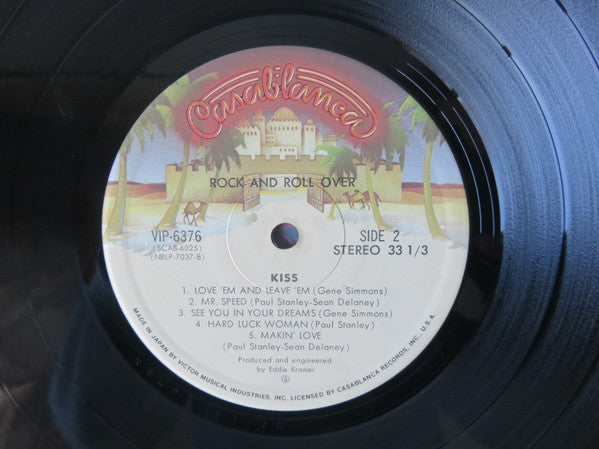 Casablanca
ROCK AND ROLL OVER
VIP-6376
(SCAB-6025)
(NBLP-7037-B)
SIDE 2
STEREO 33 1/3
KISS
1. LOVE 'EM AND LEAVE 'EM (Gene Simmons)
2. MR. SPEED (Paul Stanley-Sean Delaney)
3. SEE YOU IN YOUR DREAMS (Gene Simmons)
4. HARD LUCK WOMAN (Paul Stanley)
5. MAKIN' LOVE
(Paul Stanley-Sean Delaney)
Produced and engineered
by Eddie Kramer
MADE IN JAPAN BY VICTOR MUSICAL INDUSTRIES, INC. LICENSED BY CASABLANCA RECORDS, INC., U.S.A.